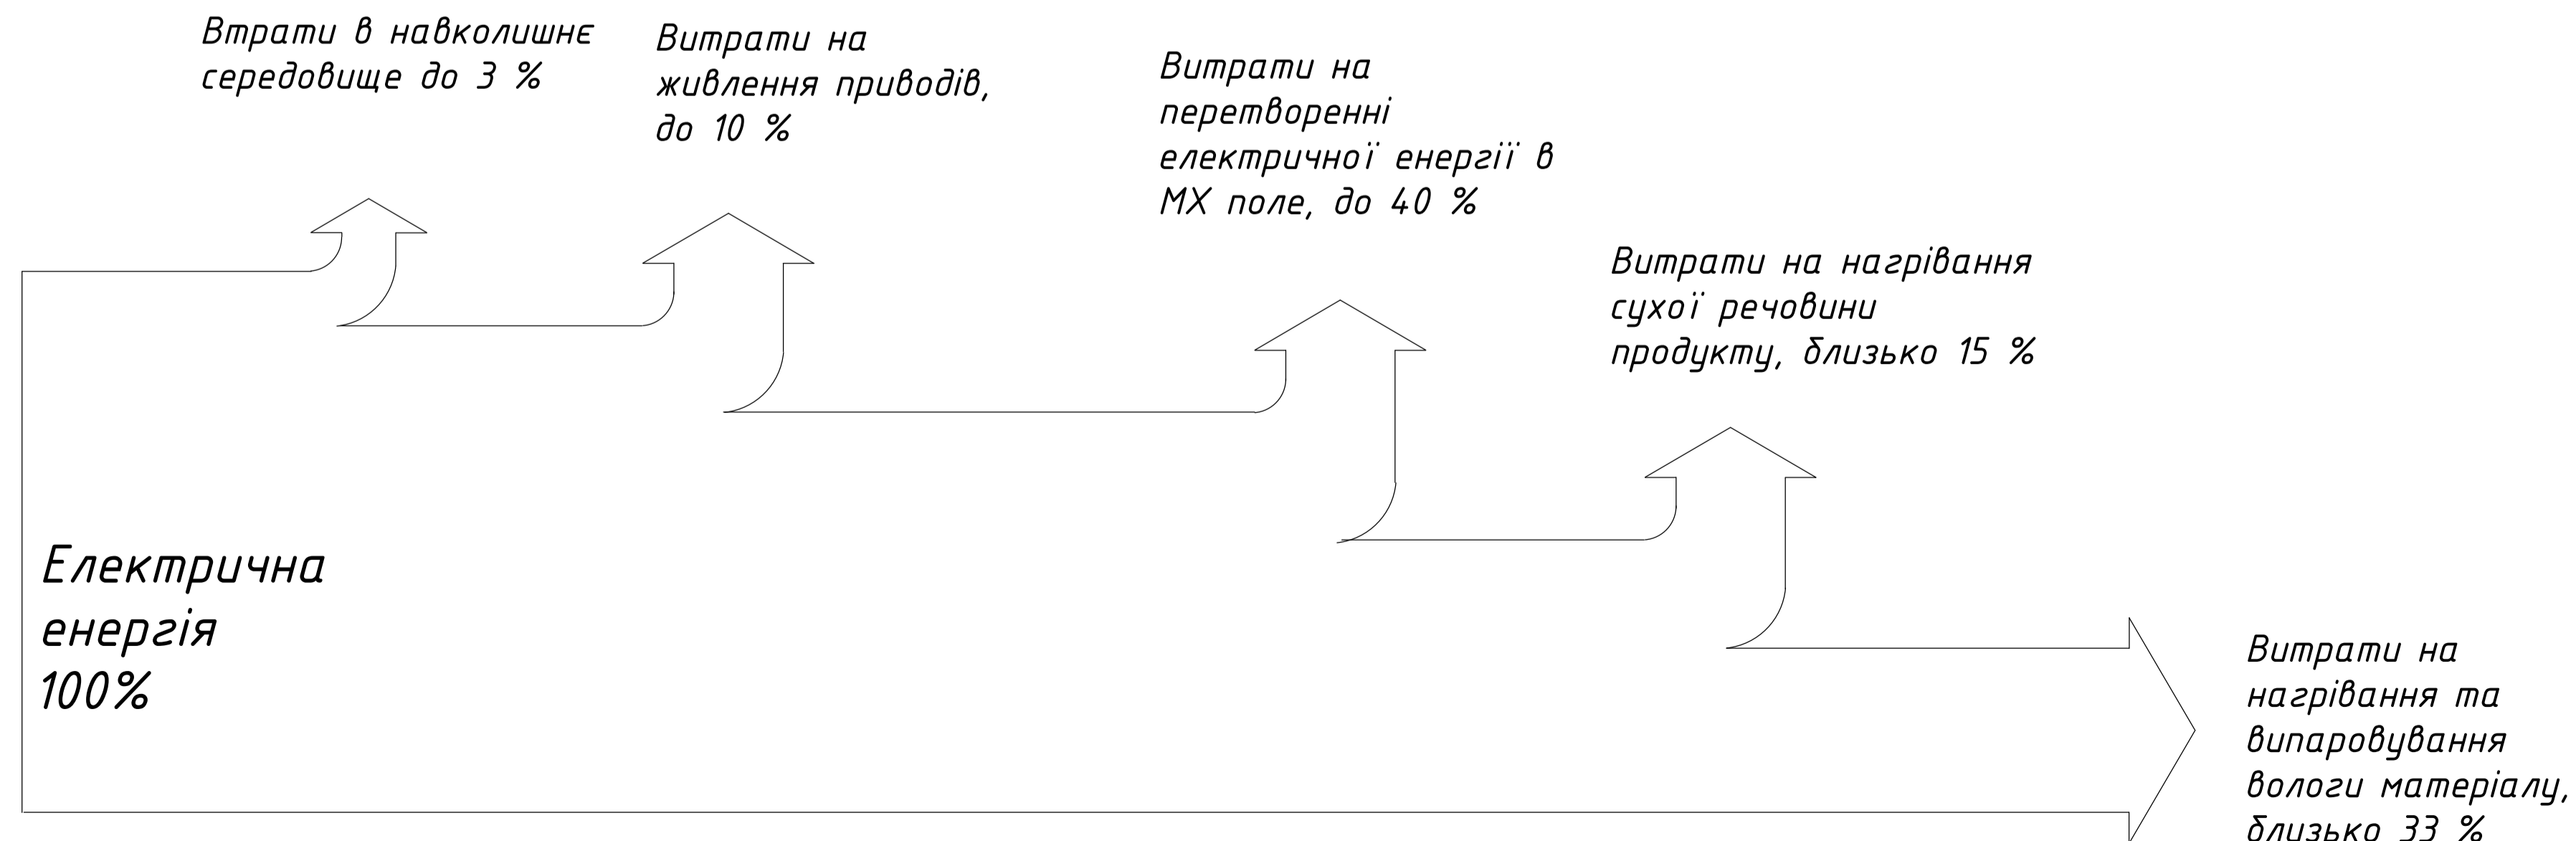 Втрати в навколишнє
середовище до 3 %
Витрати на
живлення приводів,
до 10 %
Витрати на
перетворенні
електричної енергії в
МХ поле, до 40 %
Витрати на нагрівання
сухої речовини
продукту, близько 15 %
Електрична
енергія
100%
Витрати на
нагрівання та
випаровування
вологи матеріалу,
близько 33 %